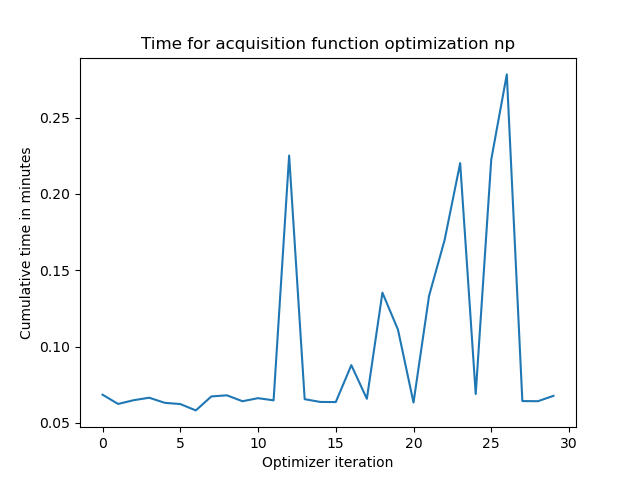 Time for acquisition function optimization np
Cumulative time in minutes
0.25
0.20
0.15
0.10
0.05
0 5 10 15 20 25 30
Optimizer iteration